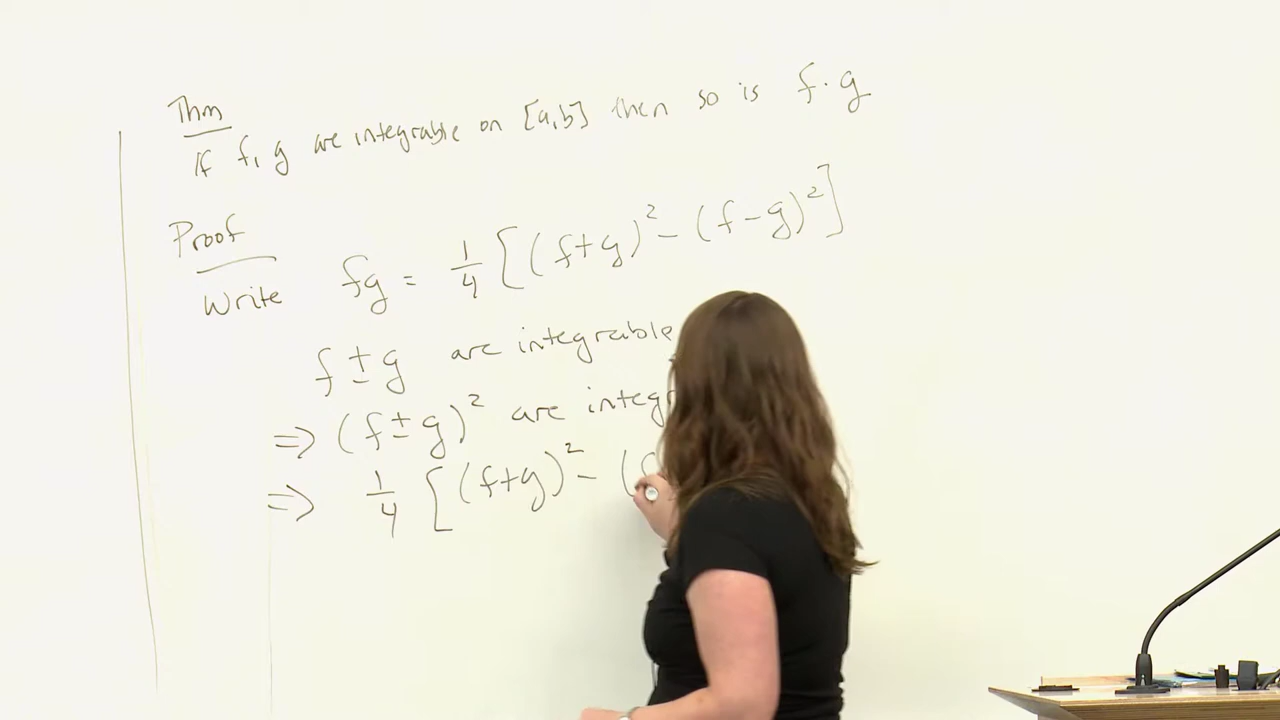 Thm
If f, g are integrable on [a,b] then so is f·g
Proof
Write fg = 1/4 [(f+g)² - (f-g)²]
f ± g are integrable
⇒ (f±g)² are integr
⇒ 1/4 [(f+g)² - (f